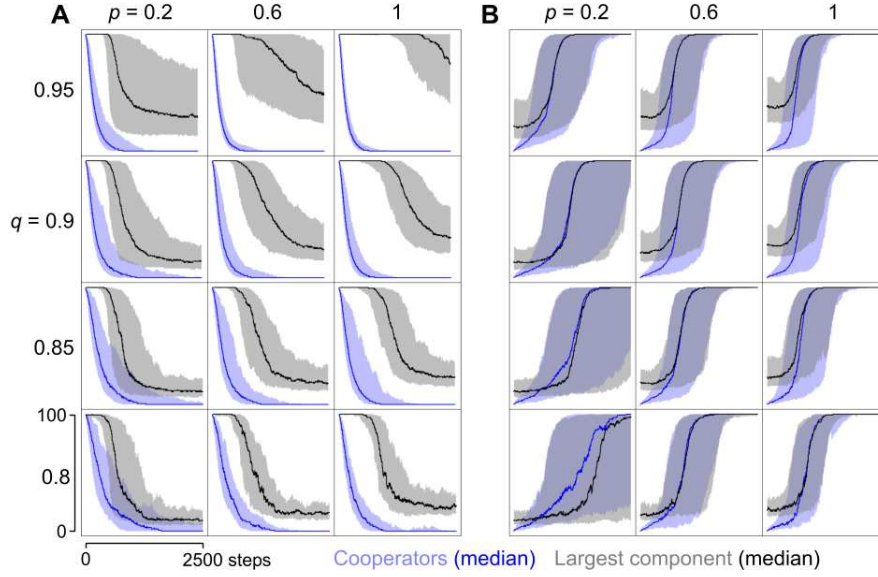 A p = 0.2 0.6 1 B p = 0.2 0.6 1
0.95
q = 0.9
0.85
100
0.8
0
0 2500 steps Cooperators (median) Largest component (median)